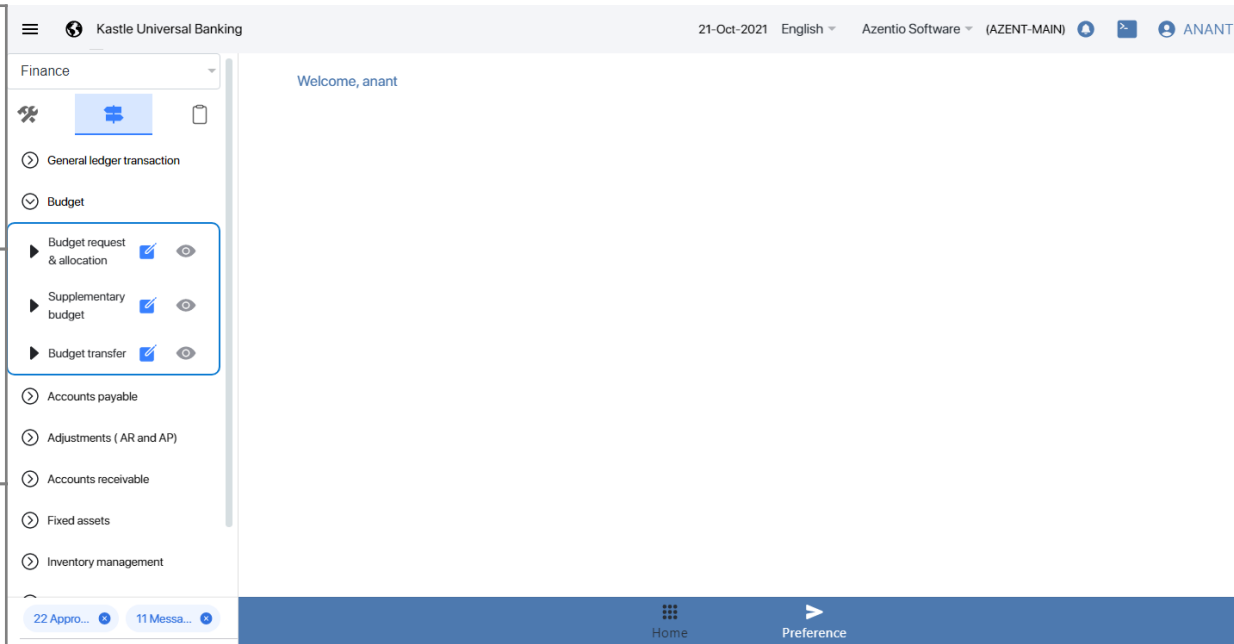 Kastle Universal Banking
21-Oct-2021 English Azentio Software (AZENT-MAIN) ANANT
Finance
Welcome, anant
General ledger transaction
Budget
Budget request
& allocation
Supplementary
budget
Budget transfer
Accounts payable
Adjustments ( AR and AP)
Accounts receivable
Fixed assets
Inventory management
22 Appro... 11 Messa...
Home Preference